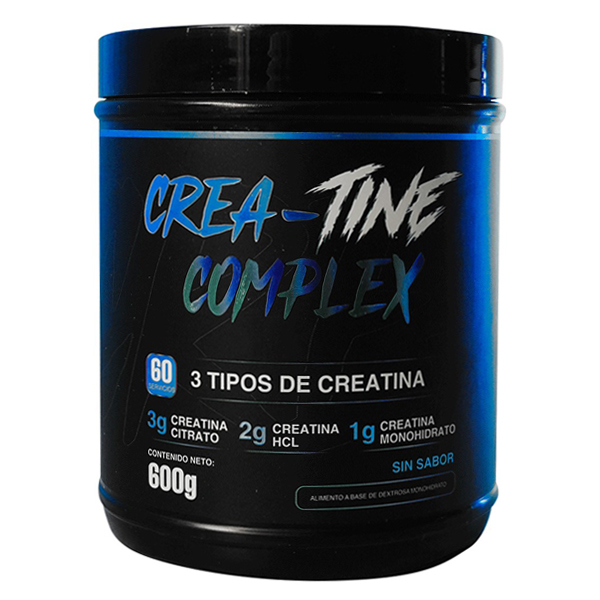 CREA-TINE
COMPLEX
60
SERVICIOS
3 TIPOS DE CREATINA
3g CREATINA CITRATO
2g CREATINA HCL
1g CREATINA MONOHIDRATO
CONTENIDO NETO:
600g
SIN SABOR
ALIMENTO A BASE DE DEXTROSA MONOHIDRATO